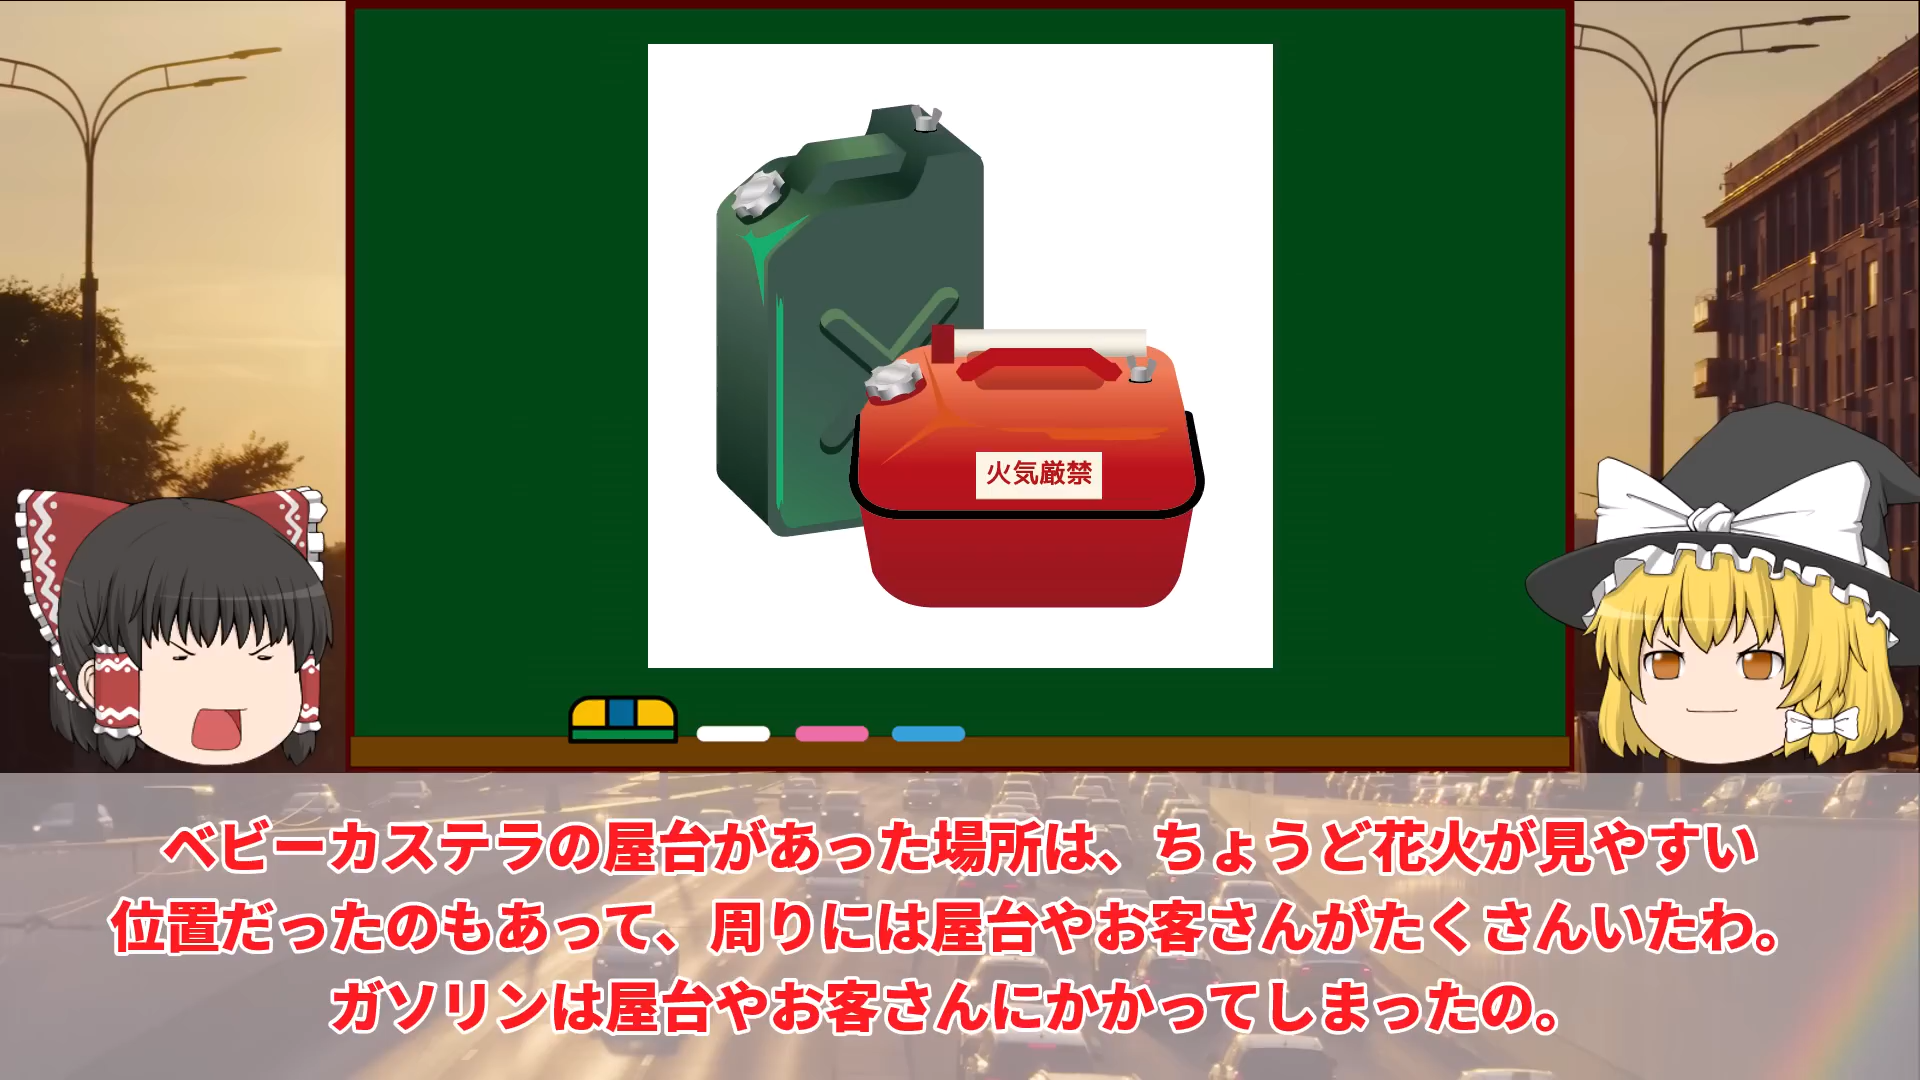 火気厳禁
ベビーカステラの屋台があった場所は、ちょうど花火が見やすい
位置だったのもあって、周りには屋台やお客さんがたくさんいたわ。
ガソリンは屋台やお客さんにかかってしまったの。